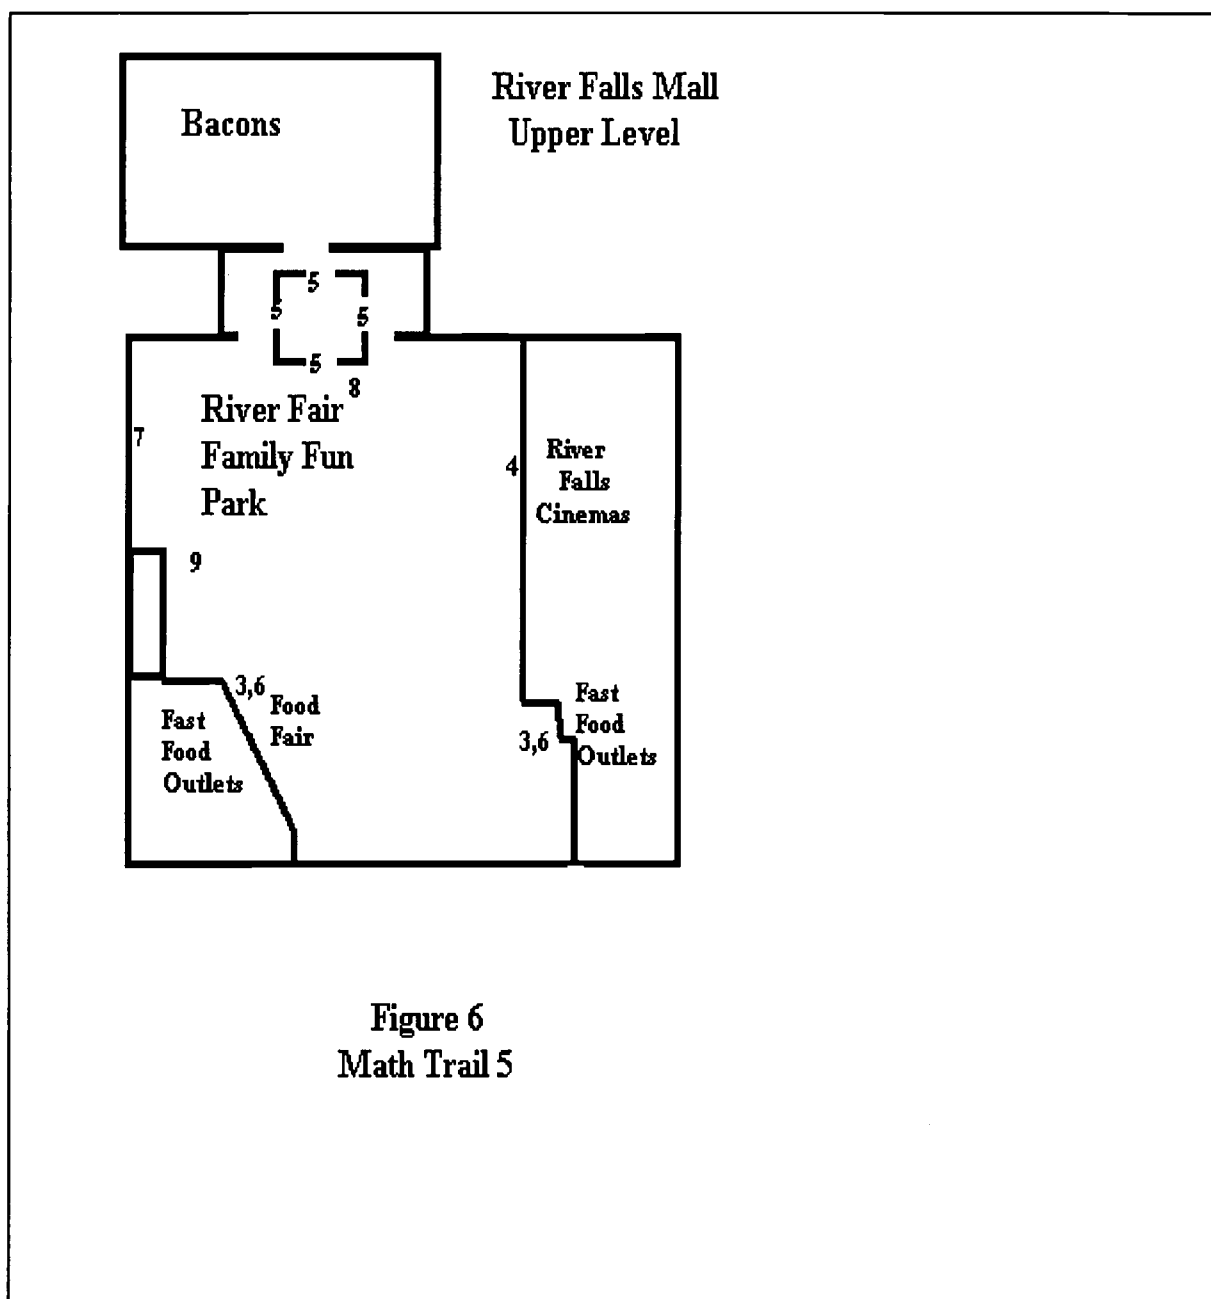 River Falls Mall
Upper Level
Bacons
5
5
5
5
8
River Fair
Family Fun
Park
7
4
River
Falls
Cinemas
9
3,6
Food
Fair
Fast
Food
Outlets
3,6
Fast
Food
Outlets
Figure 6
Math Trail 5